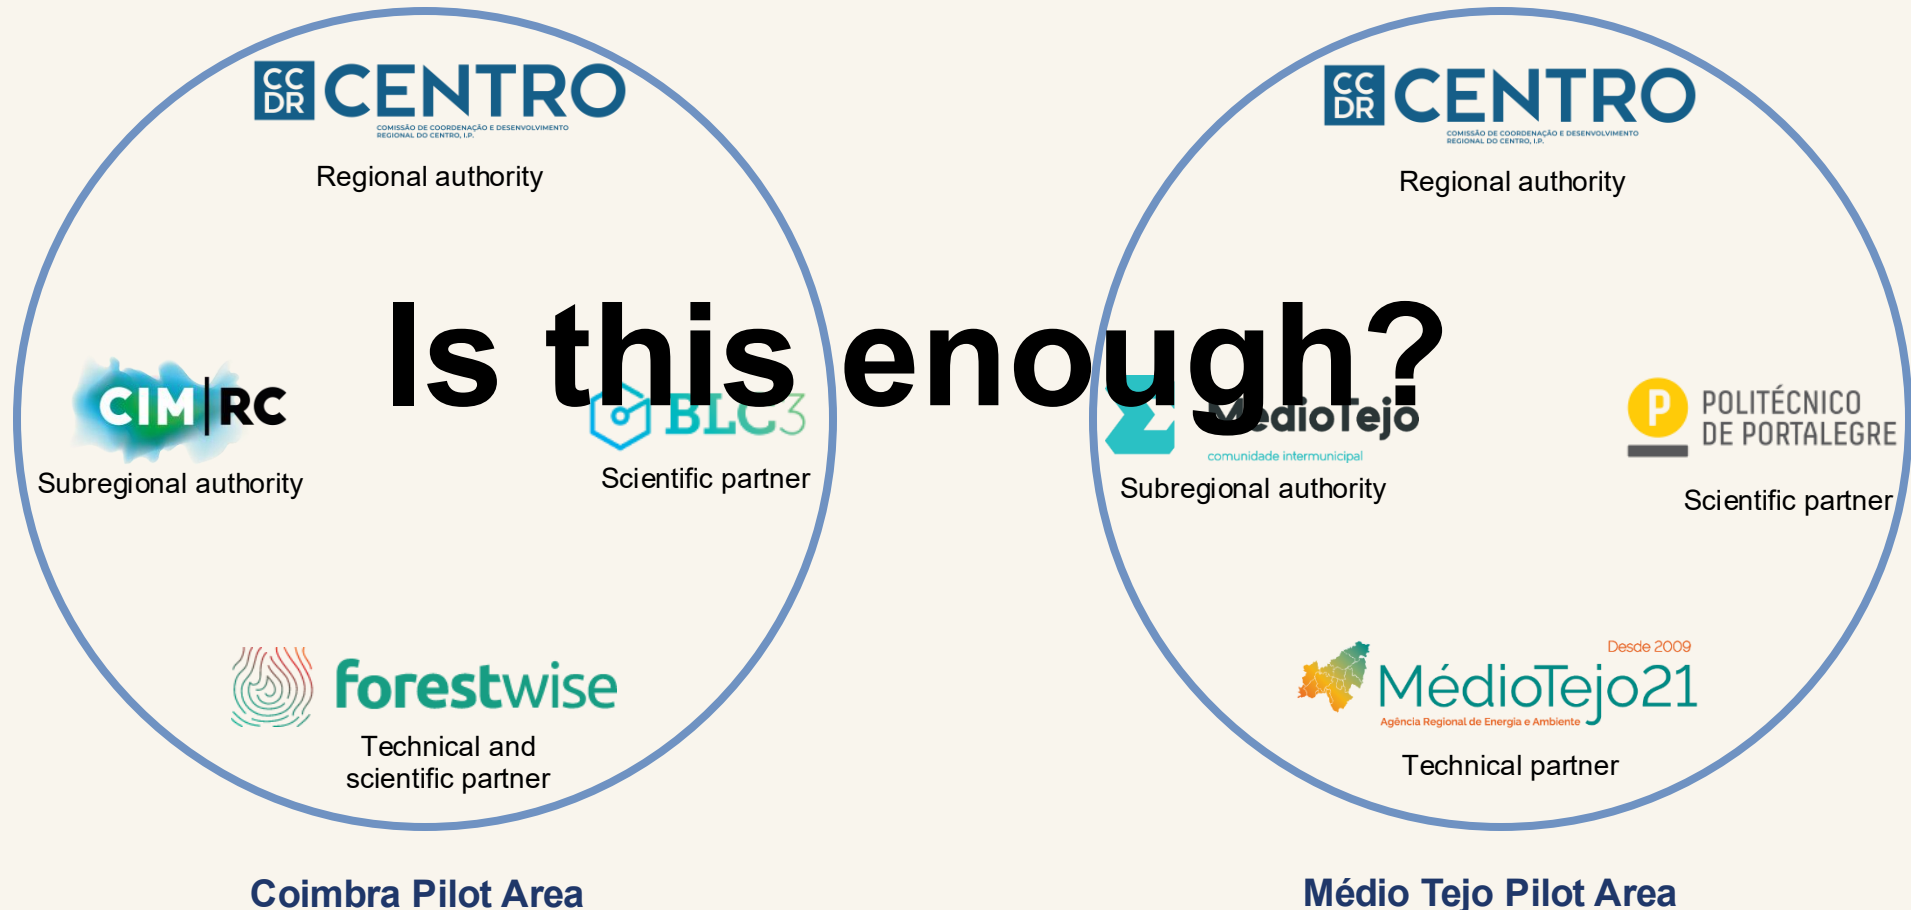 CC
DR CENTRO
COMISSÃO DE COORDENAÇÃO E DESENVOLVIMENTO
REGIONAL DO CENTRO, I.P.
Regional authority
CIM|RC
Subregional authority
BLC3
Scientific partner
forestwise
Technical and
scientific partner
Coimbra Pilot Area
Is this enough?
CC
DR CENTRO
COMISSÃO DE COORDENAÇÃO E DESENVOLVIMENTO
REGIONAL DO CENTRO, I.P.
Regional authority
MédioTejo
comunidade intermunicipal
Subregional authority
P
POLITÉCNICO
DE PORTALEGRE
Scientific partner
Desde 2009
MédioTejo21
Agência Regional de Energia e Ambiente
Technical partner
Médio Tejo Pilot Area